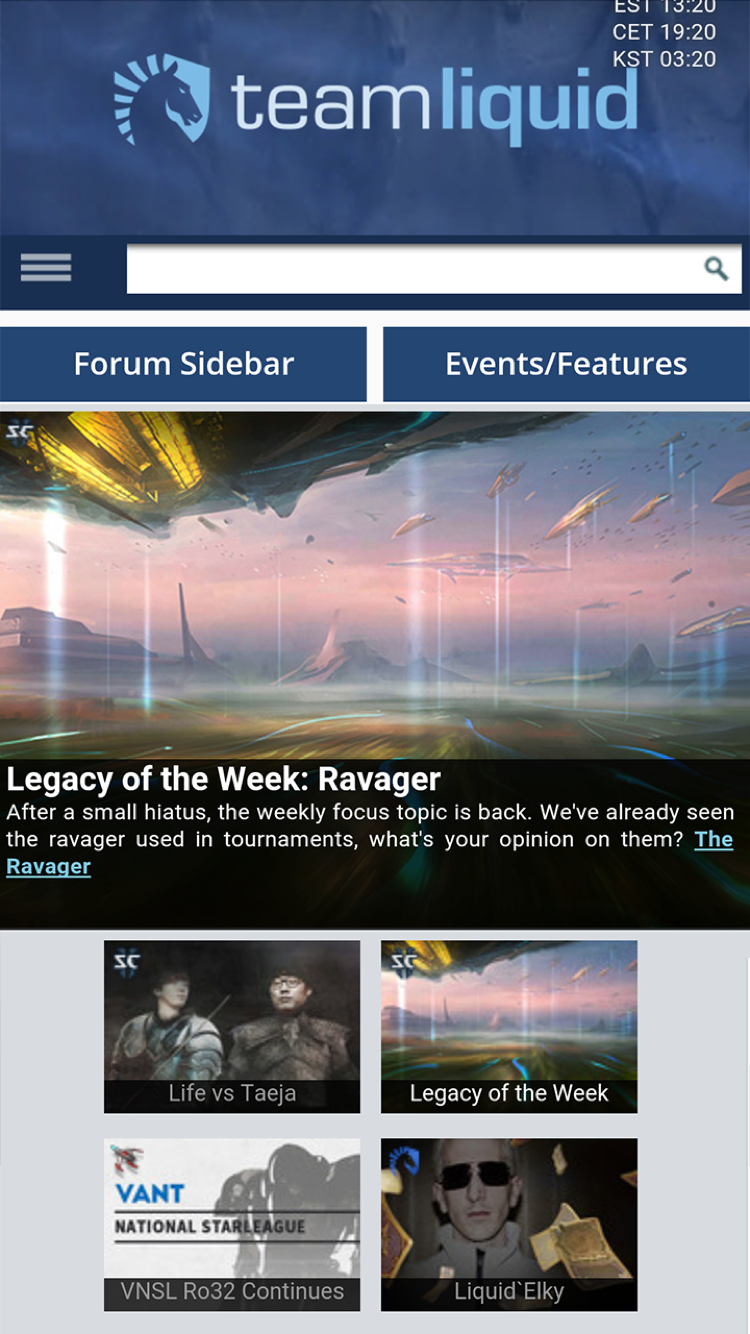 EST 13:20
CET 19:20
KST 03:20
teamliquid
Forum Sidebar
Events/Features
Legacy of the Week: Ravager
After a small hiatus, the weekly focus topic is back. We've already seen
the ravager used in tournaments, what's your opinion on them? The
Ravager
SC
Life vs Taeja
SC
Legacy of the Week
VANT
NATIONAL STARLEAGUE
VNSL Ro32 Continues
Liquid`Elky